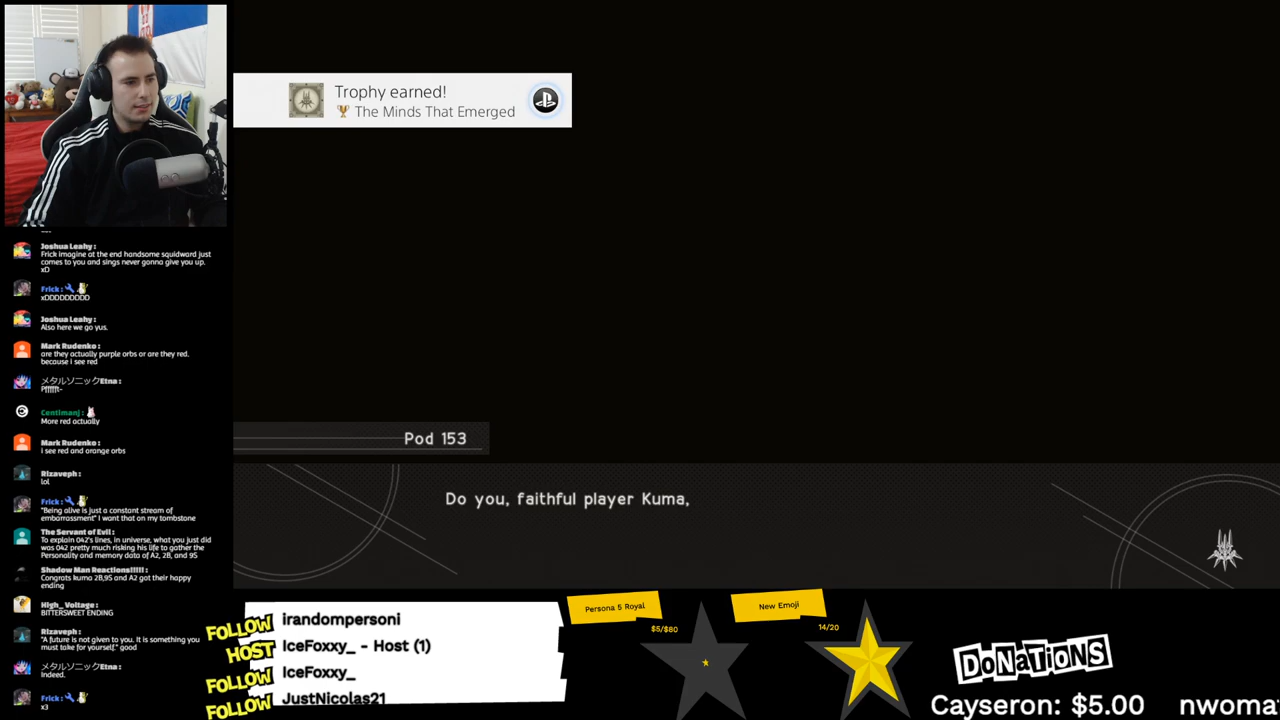 Trophy earned!
The Minds That Emerged
Joshua Leahy :
Frick imagine at the end handsome squidward just
comes to you and sings never gonna give you up.
xD
Frick :
xDDDDDDDDD
Joshua Leahy :
Also here we go yus.
Mark Rudenko :
are they actually purple orbs or are they red.
because i see red
メタルソニックEtna :
Pffffft-
Centimanj :
More red actually
Mark Rudenko :
I see red and orange orbs
Rizaveph :
lol
Frick :
"Being alive is just a constant stream of
embarrassment" I want that on my tombstone
The Servant of Evil :
To explain 042's lines, in universe, what you just did
was 042 pretty much risking his life to gather the
Personality and memory data of A2, 2B, and 9S
Shadow Man Reactions!!!!! :
Congrats kuma 2B,9S and A2 got their happy
ending
High_Voltage :
BITTERSWEET ENDING
Rizaveph :
"A future is not given to you. It is something you
must take for yourself." good
メタルソニックEtna :
Indeed.
Frick :
x3
Pod 153
Do you, faithful player Kuma,
FOLLOW irandompersoni
HOST IceFoxxy_ - Host (1)
FOLLOW IceFoxxy_
FOLLOW JustNicolas21
Persona 5 Royal
$5/$80
New Emoji
14/20
DoNaTioNS
Cayseron: $5.00 nwoma